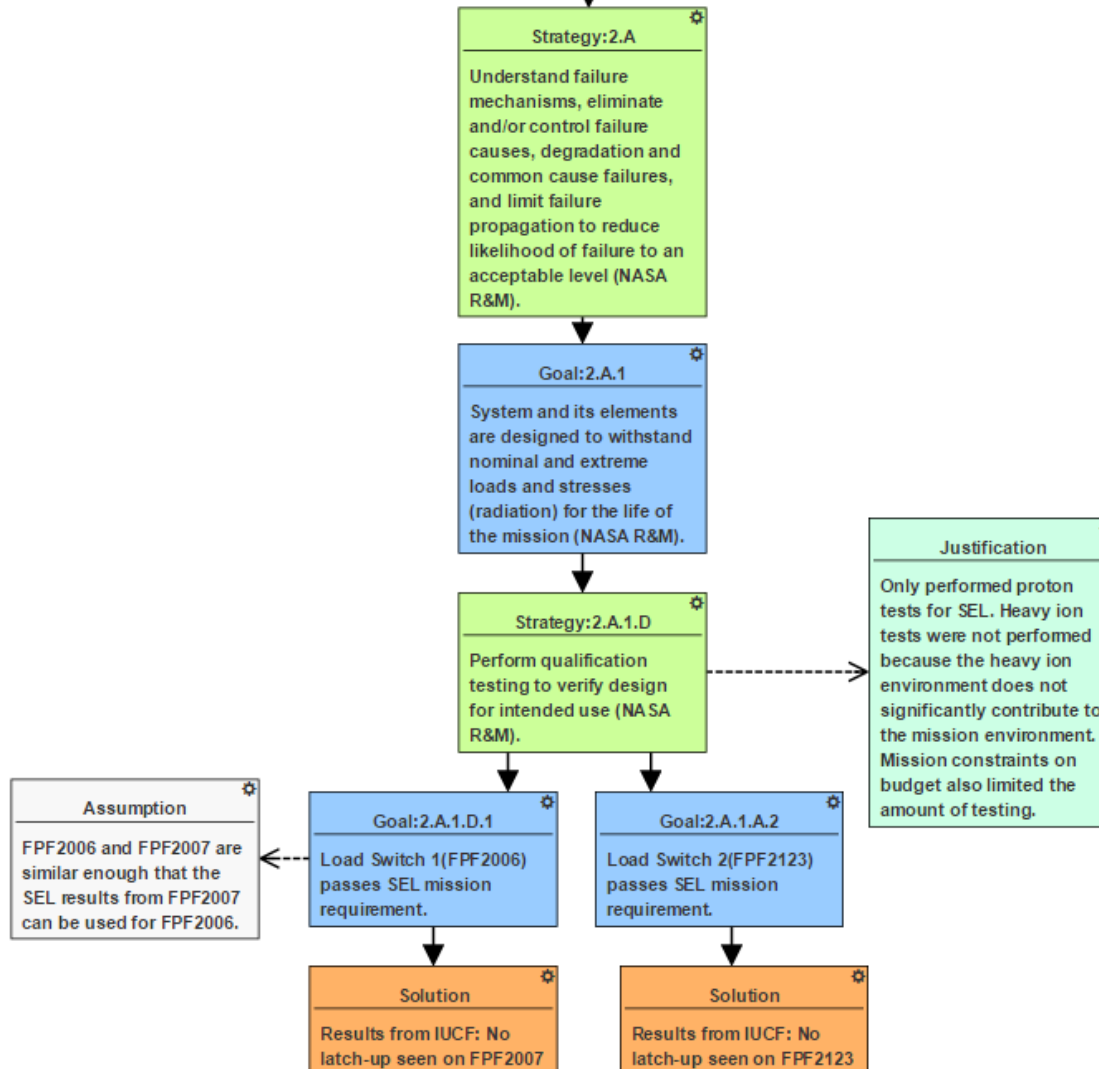 Strategy:2.A
Understand failure
mechanisms, eliminate
and/or control failure
causes, degradation and
common cause failures,
and limit failure
propagation to reduce
likelihood of failure to an
acceptable level (NASA
R&M).
Goal:2.A.1
System and its elements
are designed to withstand
nominal and extreme
loads and stresses
(radiation) for the life of
the mission (NASA R&M).
Strategy:2.A.1.D
Perform qualification
testing to verify design
for intended use (NASA
R&M).
Justification
Only performed proton
tests for SEL. Heavy ion
tests were not performed
because the heavy ion
environment does not
significantly contribute to
the mission environment.
Mission constraints on
budget also limited the
amount of testing.
Assumption
FPF2006 and FPF2007 are
similar enough that the
SEL results from FPF2007
can be used for FPF2006.
Goal:2.A.1.D.1
Load Switch 1(FPF2006)
passes SEL mission
requirement.
Goal:2.A.1.A.2
Load Switch 2(FPF2123)
passes SEL mission
requirement.
Solution
Results from IUCF: No
latch-up seen on FPF2007
Solution
Results from IUCF: No
latch-up seen on FPF2123